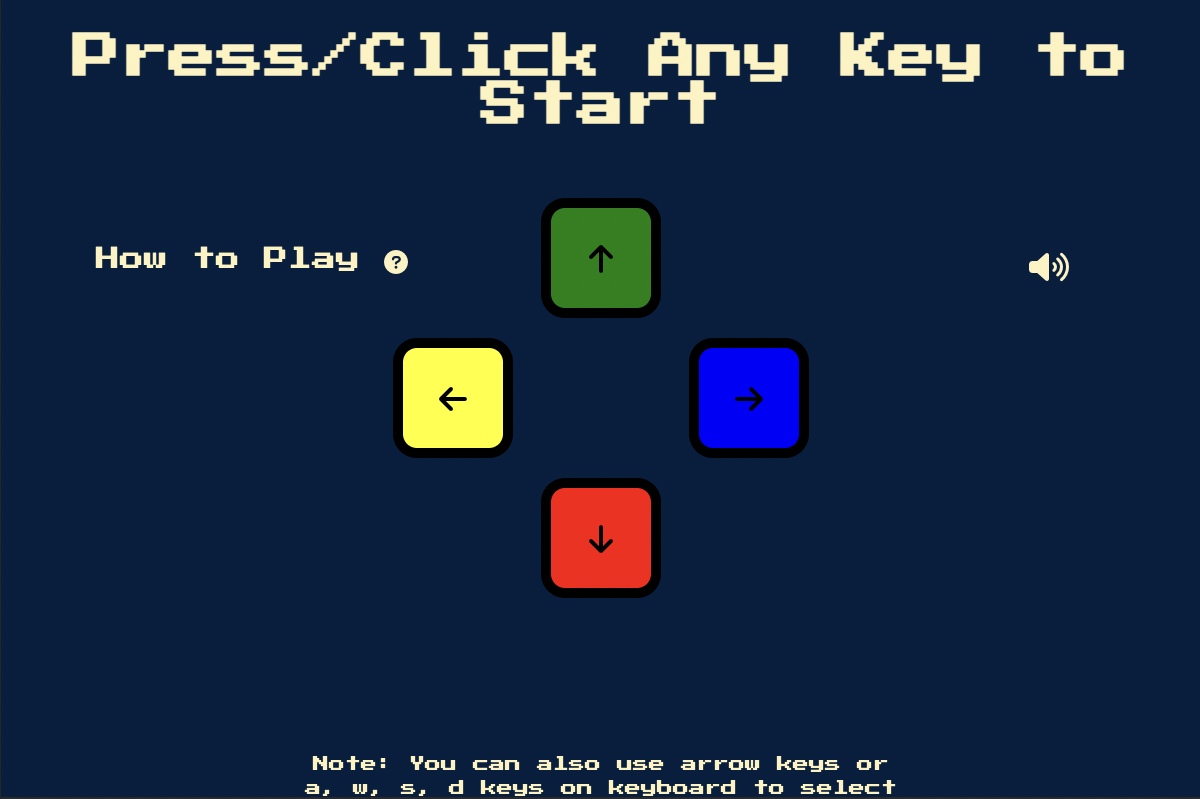 Press/Click Any Key to
Start
How to Play ?
Note: You can also use arrow keys or
a, w, s, d keys on keyboard to select